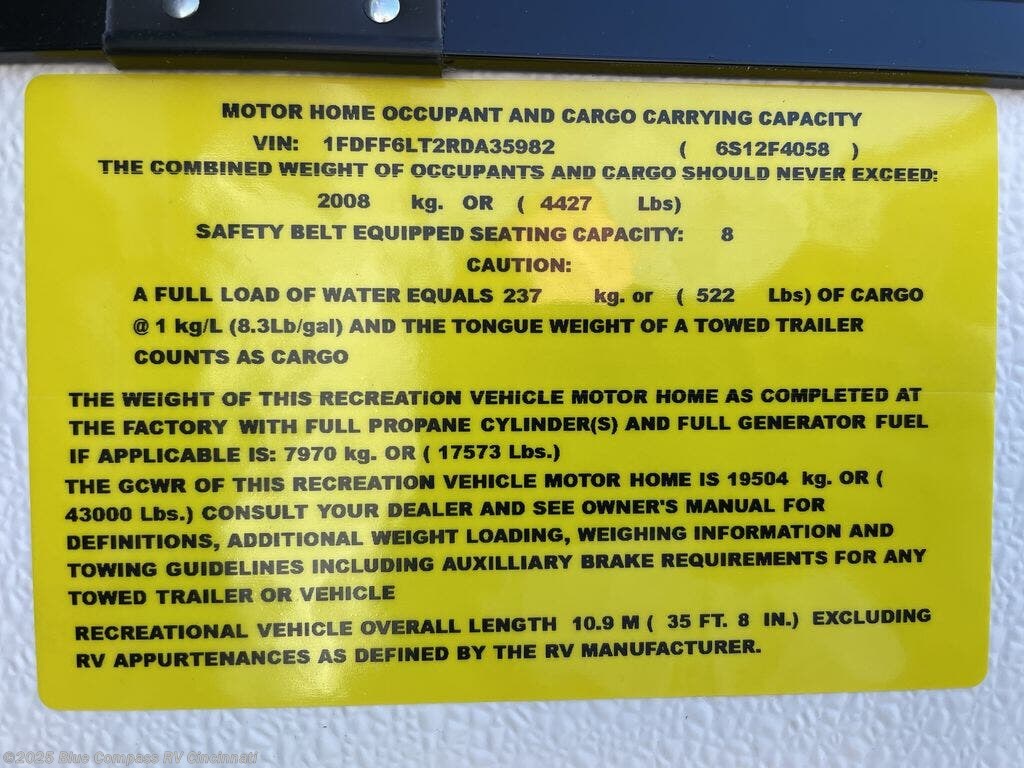 MOTOR HOME OCCUPANT AND CARGO CARRYING CAPACITY
VIN: 1FDFF6LT2RDA35982 ( 6S12F4058 )
THE COMBINED WEIGHT OF OCCUPANTS AND CARGO SHOULD NEVER EXCEED:
2008 kg. OR ( 4427 Lbs)
SAFETY BELT EQUIPPED SEATING CAPACITY: 8
CAUTION:
A FULL LOAD OF WATER EQUALS 237 kg. or ( 522 Lbs) OF CARGO
@ 1 kg/L (8.3Lb/gal) AND THE TONGUE WEIGHT OF A TOWED TRAILER
COUNTS AS CARGO
THE WEIGHT OF THIS RECREATION VEHICLE MOTOR HOME AS COMPLETED AT
THE FACTORY WITH FULL PROPANE CYLINDER(S) AND FULL GENERATOR FUEL
IF APPLICABLE IS: 7970 kg. OR ( 17573 Lbs.)
THE GCWR OF THIS RECREATION VEHICLE MOTOR HOME IS 19504 kg. OR (
43000 Lbs.) CONSULT YOUR DEALER AND SEE OWNER'S MANUAL FOR
DEFINITIONS, ADDITIONAL WEIGHT LOADING, WEIGHING INFORMATION AND
TOWING GUIDELINES INCLUDING AUXILLIARY BRAKE REQUIREMENTS FOR ANY
TOWED TRAILER OR VEHICLE
RECREATIONAL VEHICLE OVERALL LENGTH 10.9 M ( 35 FT. 8 IN.) EXCLUDING
RV APPURTENANCES AS DEFINED BY THE RV MANUFACTURER.
©2025 Blue Compass RV Cincinnati